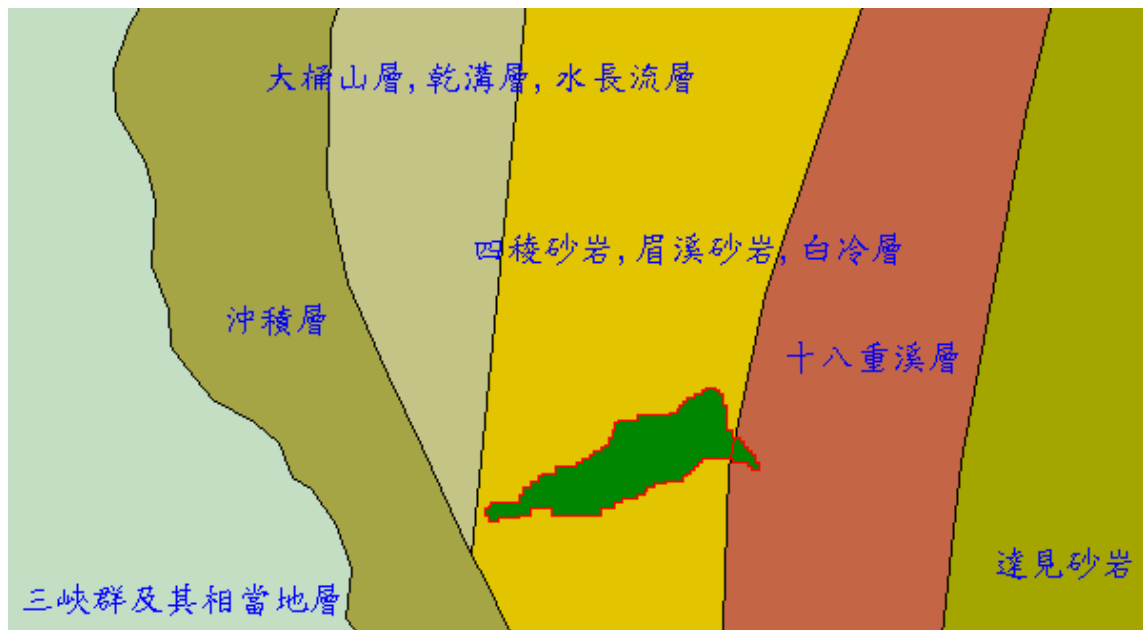 大桶山層,乾溝層,水長流層
四稜砂岩,眉溪砂岩,白冷層
沖積層
十八重溪層
達見砂岩
三峽群及其相當地層